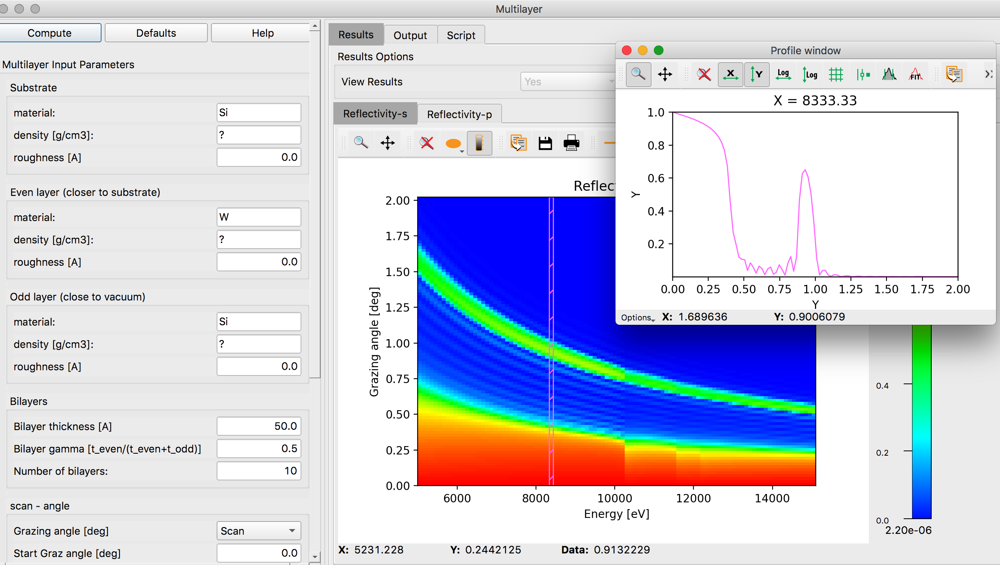 Multilayer
Compute Defaults Help
Multilayer Input Parameters
Substrate
material: Si
density [g/cm3]: ?
roughness [A] 0.0
Even layer (closer to substrate)
material: W
density [g/cm3]: ?
roughness [A] 0.0
Odd layer (close to vacuum)
material: Si
density [g/cm3]: ?
roughness [A] 0.0
Bilayers
Bilayer thickness [A] 50.0
Bilayer gamma [t_even/(t_even+t_odd)] 0.5
Number of bilayers: 10
scan - angle
Grazing angle [deg] Scan
Start Graz angle [deg] 0.0
Results Output Script
Results Options
View Results Yes
Reflectivity-s Reflectivity-p
Reflec
2.00
1.75
1.50
1.25
1.00
0.75
0.50
0.25
0.00
Grazing angle [deg]
6000 8000 10000 12000 14000
Energy [eV]
0.4
0.2
0.0
2.20e-06
X: 5231.228 Y: 0.2442125 Data: 0.9132229
Profile window
X Y Log Log FIT
X = 8333.33
1.0
0.8
0.6
0.4
0.2
Y
0.00 0.25 0.50 0.75 1.00 1.25 1.50 1.75 2.00
Y
Options X: 1.689636 Y: 0.9006079